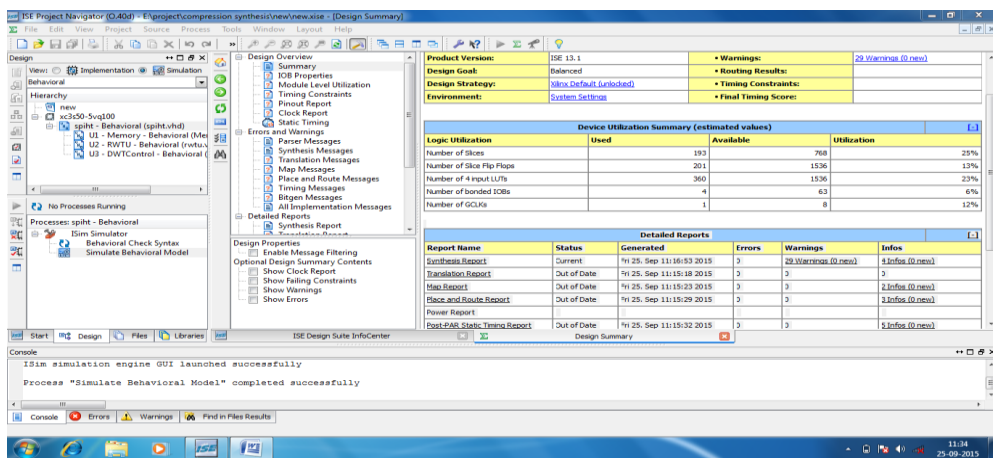 ISE Project Navigator (O.40d) - E:\project\compression synthesis\new\new.xise - [Design Summary]
File Edit View Project Source Process Tools Window Layout Help
Design
View: Implementation Simulation
Behavioral
Hierarchy
new
xc3s50-5vq100
spiht - Behavioral (spiht.vhd)
U1 - Memory - Behavioral (Me
U2 - RWTU - Behavioral (rwtu.v
U3 - DWTControl - Behavioral (
No Processes Running
Processes: spiht - Behavioral
ISim Simulator
Behavioral Check Syntax
Simulate Behavioral Model
Start Design Files Libraries
Design Overview
Summary
IOB Properties
Module Level Utilization
Timing Constraints
Pinout Report
Clock Report
Static Timing
Errors and Warnings
Parser Messages
Synthesis Messages
Translation Messages
Map Messages
Place and Route Messages
Timing Messages
Bitgen Messages
All Implementation Messages
Detailed Reports
Synthesis Report
Translation Report
Design Properties
Enable Message Filtering
Optional Design Summary Contents
Show Clock Report
Show Failing Constraints
Show Warnings
Show Errors
Product Version: ISE 13.1 • Warnings: 29 Warnings (0 new)
Design Goal: Balanced • Routing Results:
Design Strategy: Xilinx Default (unlocked) • Timing Constraints:
Environment: System Settings • Final Timing Score:
Device Utilization Summary (estimated values) [-]
Logic Utilization Used Available Utilization
Number of Slices 193 768 25%
Number of Slice Flip Flops 201 1536 13%
Number of 4 input LUTs 360 1536 23%
Number of bonded IOBs 4 63 6%
Number of GCLKs 1 8 12%
Detailed Reports [-]
Report Name Status Generated Errors Warnings Infos
Synthesis Report Current Fri 25. Sep 11:16:53 2015 0 29 Warnings (0 new) 4 Infos (0 new)
Translation Report Out of Date Fri 25. Sep 11:15:18 2015 0 0 0
Map Report Out of Date Fri 25. Sep 11:15:23 2015 0 0 2 Infos (0 new)
Place and Route Report Out of Date Fri 25. Sep 11:15:29 2015 0 0 3 Infos (0 new)
Power Report
Post-PAR Static Timing Report Out of Date Fri 25. Sep 11:15:32 2015 0 0 5 Infos (0 new)
ISE Design Suite InfoCenter Design Summary
Console
ISim simulation engine GUI launched successfully
Process "Simulate Behavioral Model" completed successfully
Console Errors Warnings Find in Files Results
ISE W
11:34
25-09-2015